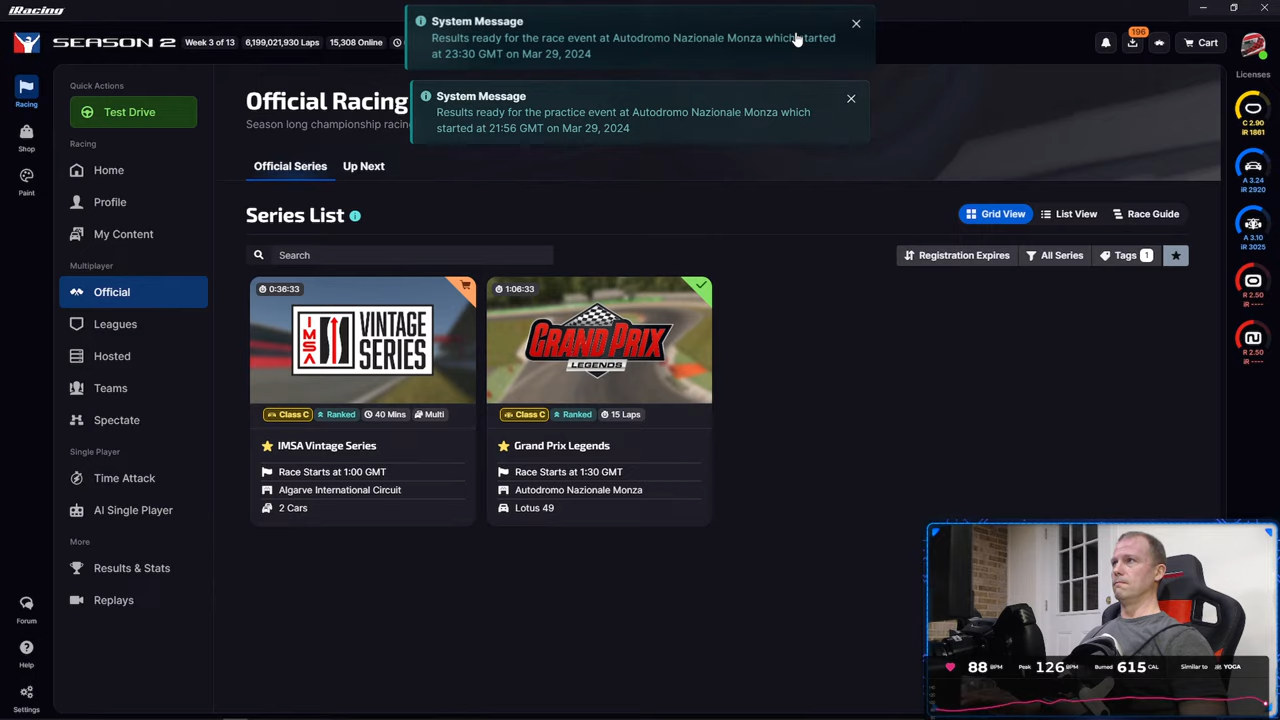 iRacing
SEASON 2
Week 3 of 13
6,199,021,930 Laps
15,308 Online
System Message
Results ready for the race event at Autodromo Nazionale Monza which started
at 23:30 GMT on Mar 29, 2024
System Message
Results ready for the practice event at Autodromo Nazionale Monza which
started at 21:56 GMT on Mar 29, 2024
196
Cart
Racing
Shop
Paint
Forum
Help
Settings
Quick Actions
Test Drive
Racing
Home
Profile
My Content
Multiplayer
Official
Leagues
Hosted
Teams
Spectate
Single Player
Time Attack
AI Single Player
More
Results & Stats
Replays
Official Racing
Season long championship racin
Official Series
Up Next
Series List
Grid View
List View
Race Guide
Search
Registration Expires
All Series
Tags 1
0:36:33
IMSA
VINTAGE
SERIES
Class C
Ranked
40 Mins
Multi
IMSA Vintage Series
Race Starts at 1:00 GMT
Algarve International Circuit
2 Cars
1:06:33
GRAND PRIX
LEGENDS
Class C
Ranked
15 Laps
Grand Prix Legends
Race Starts at 1:30 GMT
Autodromo Nazionale Monza
Lotus 49
Licenses
C 2.90
iR 1861
A 3.24
iR 2920
A 3.10
iR 3025
R 2.50
iR ----
R 2.50
iR ----
88 BPM
Peak 126 BPM
Burned 615 CAL
Similar to YOGA